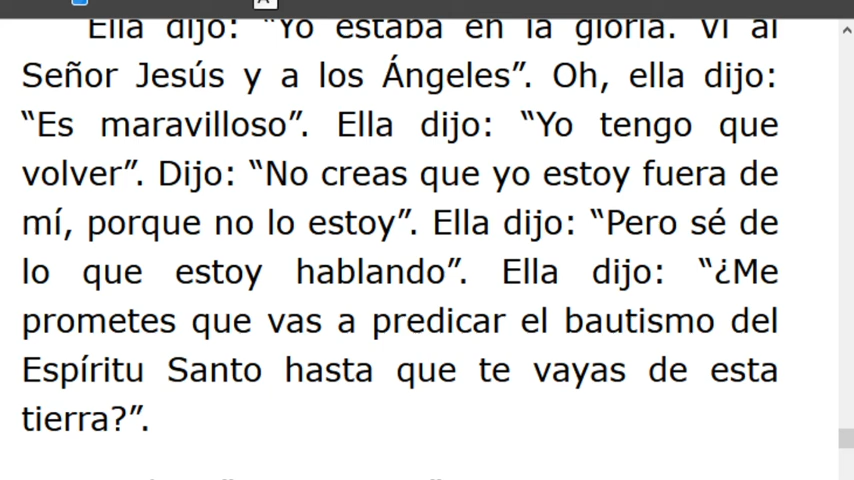 Ella dijo: “Yo estaba en la gloria. Vi al
Señor Jesús y a los Ángeles”. Oh, ella dijo:
“Es maravilloso”. Ella dijo: “Yo tengo que
volver”. Dijo: “No creas que yo estoy fuera de
mí, porque no lo estoy”. Ella dijo: “Pero sé de
lo que estoy hablando”. Ella dijo: “¿Me
prometes que vas a predicar el bautismo del
Espíritu Santo hasta que te vayas de esta
tierra?”.